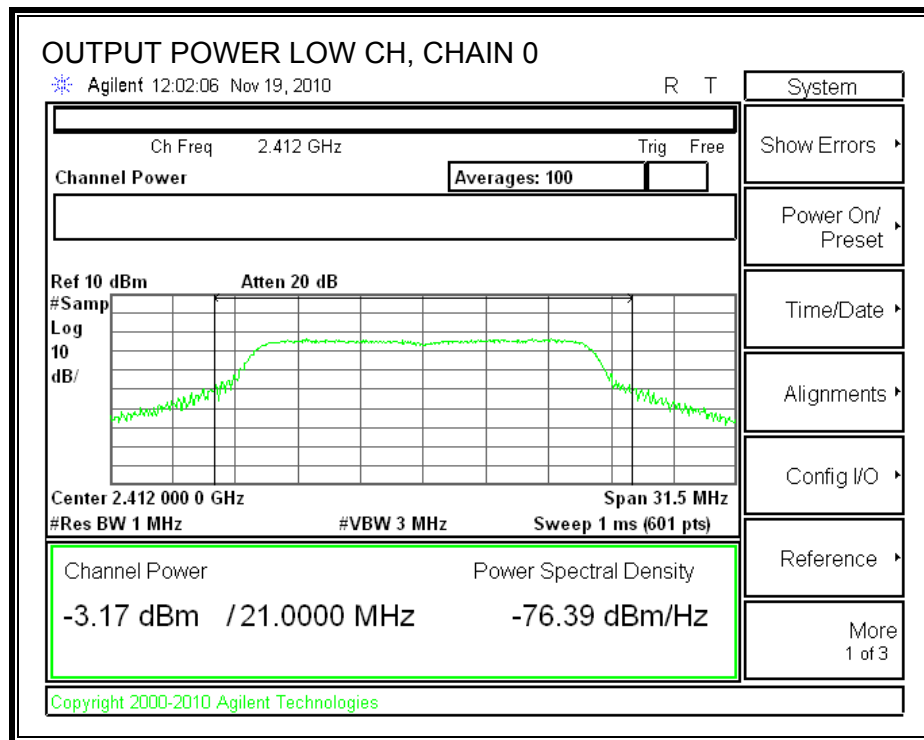 OUTPUT POWER LOW CH, CHAIN 0
Agilent 12:02:06 Nov 19, 2010 R T
System
Ch Freq 2.412 GHz Trig Free
Show Errors
Channel Power Averages: 100
Power On/
Preset
Ref 10 dBm Atten 20 dB
#Samp
Log
10
dB/
Time/Date
Alignments
Config I/O
Center 2.412 000 0 GHz Span 31.5 MHz
#Res BW 1 MHz #VBW 3 MHz Sweep 1 ms (601 pts)
Channel Power Power Spectral Density
Reference
-3.17 dBm / 21.0000 MHz -76.39 dBm/Hz
More
1 of 3
Copyright 2000-2010 Agilent Technologies